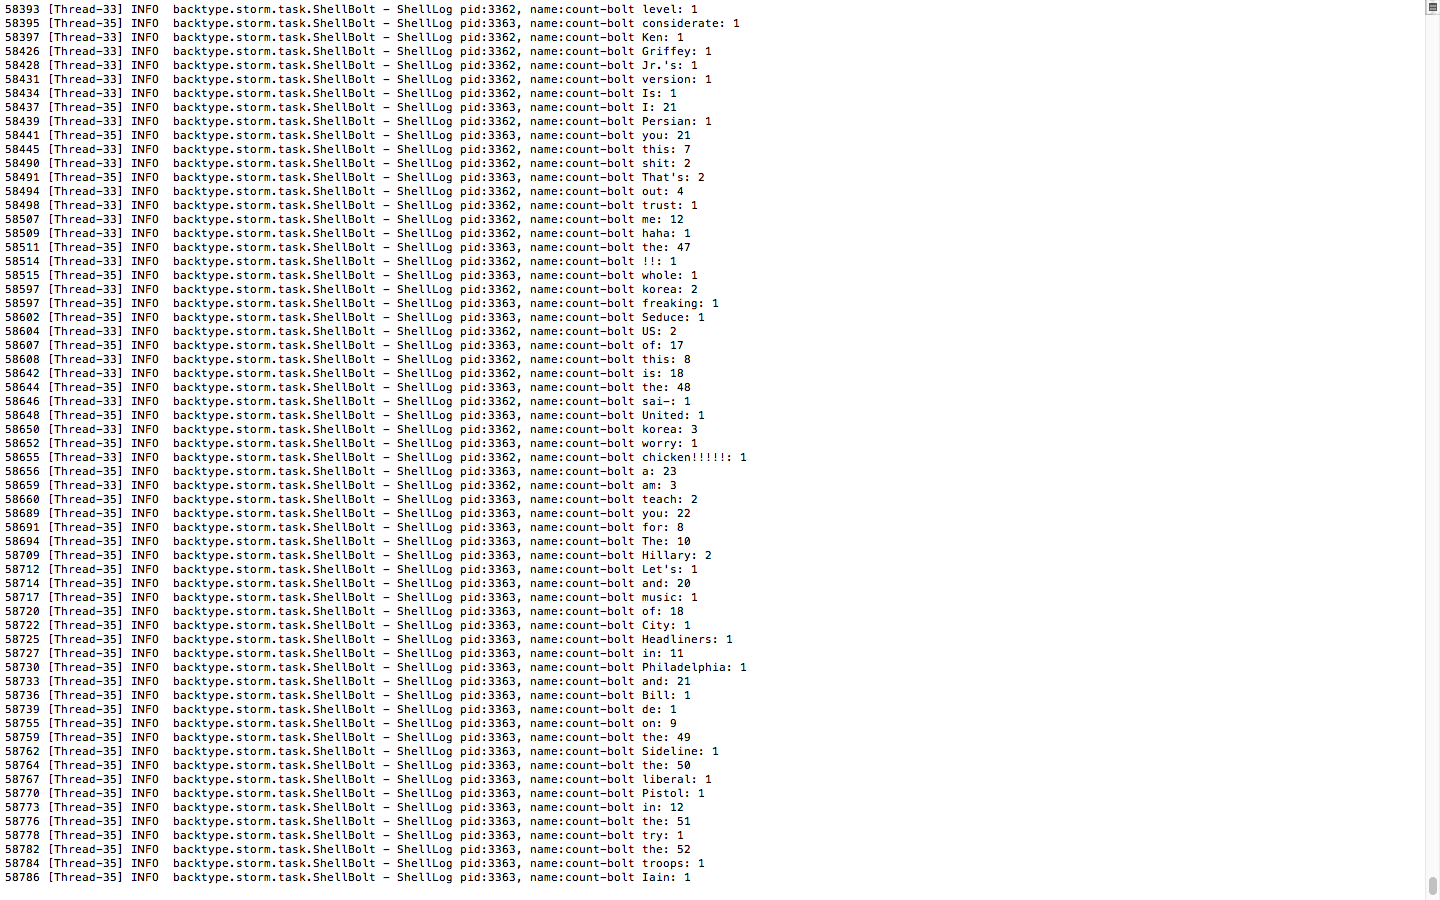 58393 [Thread-33] INFO  backtype.storm.task.ShellBolt - ShellLog pid:3362, name:count-bolt level: 1
58395 [Thread-33] INFO  backtype.storm.task.ShellBolt - ShellLog pid:3362, name:count-bolt considerate: 1
58397 [Thread-33] INFO  backtype.storm.task.ShellBolt - ShellLog pid:3362, name:count-bolt Ken: 1
58426 [Thread-33] INFO  backtype.storm.task.ShellBolt - ShellLog pid:3362, name:count-bolt Griffey: 1
58428 [Thread-33] INFO  backtype.storm.task.ShellBolt - ShellLog pid:3362, name:count-bolt Jr.'s: 1
58431 [Thread-33] INFO  backtype.storm.task.ShellBolt - ShellLog pid:3362, name:count-bolt version: 1
58434 [Thread-33] INFO  backtype.storm.task.ShellBolt - ShellLog pid:3362, name:count-bolt Is: 1
58437 [Thread-35] INFO  backtype.storm.task.ShellBolt - ShellLog pid:3363, name:count-bolt I: 21
58439 [Thread-33] INFO  backtype.storm.task.ShellBolt - ShellLog pid:3362, name:count-bolt Persian: 1
58441 [Thread-35] INFO  backtype.storm.task.ShellBolt - ShellLog pid:3363, name:count-bolt you: 21
58445 [Thread-33] INFO  backtype.storm.task.ShellBolt - ShellLog pid:3362, name:count-bolt this: 7
58490 [Thread-33] INFO  backtype.storm.task.ShellBolt - ShellLog pid:3362, name:count-bolt shit: 2
58491 [Thread-35] INFO  backtype.storm.task.ShellBolt - ShellLog pid:3363, name:count-bolt That's: 2
58494 [Thread-33] INFO  backtype.storm.task.ShellBolt - ShellLog pid:3362, name:count-bolt out: 4
58498 [Thread-33] INFO  backtype.storm.task.ShellBolt - ShellLog pid:3362, name:count-bolt trust: 1
58507 [Thread-33] INFO  backtype.storm.task.ShellBolt - ShellLog pid:3362, name:count-bolt me: 12
58509 [Thread-33] INFO  backtype.storm.task.ShellBolt - ShellLog pid:3362, name:count-bolt haha: 1
58511 [Thread-35] INFO  backtype.storm.task.ShellBolt - ShellLog pid:3363, name:count-bolt the: 47
58514 [Thread-33] INFO  backtype.storm.task.ShellBolt - ShellLog pid:3362, name:count-bolt !!: 1
58515 [Thread-35] INFO  backtype.storm.task.ShellBolt - ShellLog pid:3363, name:count-bolt whole: 1
58597 [Thread-33] INFO  backtype.storm.task.ShellBolt - ShellLog pid:3362, name:count-bolt korea: 2
58597 [Thread-35] INFO  backtype.storm.task.ShellBolt - ShellLog pid:3363, name:count-bolt freaking: 1
58602 [Thread-33] INFO  backtype.storm.task.ShellBolt - ShellLog pid:3362, name:count-bolt Seduce: 1
58604 [Thread-33] INFO  backtype.storm.task.ShellBolt - ShellLog pid:3362, name:count-bolt US: 2
58607 [Thread-35] INFO  backtype.storm.task.ShellBolt - ShellLog pid:3363, name:count-bolt of: 17
58608 [Thread-33] INFO  backtype.storm.task.ShellBolt - ShellLog pid:3362, name:count-bolt this: 8
58642 [Thread-35] INFO  backtype.storm.task.ShellBolt - ShellLog pid:3363, name:count-bolt is: 18
58644 [Thread-35] INFO  backtype.storm.task.ShellBolt - ShellLog pid:3363, name:count-bolt the: 48
58646 [Thread-33] INFO  backtype.storm.task.ShellBolt - ShellLog pid:3362, name:count-bolt sai-: 1
58648 [Thread-35] INFO  backtype.storm.task.ShellBolt - ShellLog pid:3363, name:count-bolt United: 1
58650 [Thread-33] INFO  backtype.storm.task.ShellBolt - ShellLog pid:3362, name:count-bolt korea: 3
58652 [Thread-35] INFO  backtype.storm.task.ShellBolt - ShellLog pid:3363, name:count-bolt worry: 1
58655 [Thread-33] INFO  backtype.storm.task.ShellBolt - ShellLog pid:3362, name:count-bolt chicken!!!!!: 1
58656 [Thread-35] INFO  backtype.storm.task.ShellBolt - ShellLog pid:3363, name:count-bolt a: 23
58659 [Thread-33] INFO  backtype.storm.task.ShellBolt - ShellLog pid:3362, name:count-bolt am: 3
58660 [Thread-35] INFO  backtype.storm.task.ShellBolt - ShellLog pid:3363, name:count-bolt teach: 2
58689 [Thread-35] INFO  backtype.storm.task.ShellBolt - ShellLog pid:3363, name:count-bolt you: 22
58691 [Thread-35] INFO  backtype.storm.task.ShellBolt - ShellLog pid:3363, name:count-bolt for: 8
58694 [Thread-35] INFO  backtype.storm.task.ShellBolt - ShellLog pid:3363, name:count-bolt The: 10
58709 [Thread-35] INFO  backtype.storm.task.ShellBolt - ShellLog pid:3363, name:count-bolt Hillary: 2
58712 [Thread-35] INFO  backtype.storm.task.ShellBolt - ShellLog pid:3363, name:count-bolt Let's: 1
58714 [Thread-35] INFO  backtype.storm.task.ShellBolt - ShellLog pid:3363, name:count-bolt and: 20
58717 [Thread-35] INFO  backtype.storm.task.ShellBolt - ShellLog pid:3363, name:count-bolt music: 1
58720 [Thread-35] INFO  backtype.storm.task.ShellBolt - ShellLog pid:3363, name:count-bolt of: 18
58722 [Thread-35] INFO  backtype.storm.task.ShellBolt - ShellLog pid:3363, name:count-bolt City: 1
58725 [Thread-35] INFO  backtype.storm.task.ShellBolt - ShellLog pid:3363, name:count-bolt Headliners: 1
58727 [Thread-35] INFO  backtype.storm.task.ShellBolt - ShellLog pid:3363, name:count-bolt in: 11
58730 [Thread-35] INFO  backtype.storm.task.ShellBolt - ShellLog pid:3363, name:count-bolt Philadelphia: 1
58733 [Thread-35] INFO  backtype.storm.task.ShellBolt - ShellLog pid:3363, name:count-bolt and: 21
58736 [Thread-35] INFO  backtype.storm.task.ShellBolt - ShellLog pid:3363, name:count-bolt Bill: 1
58739 [Thread-35] INFO  backtype.storm.task.ShellBolt - ShellLog pid:3363, name:count-bolt de: 1
58755 [Thread-35] INFO  backtype.storm.task.ShellBolt - ShellLog pid:3363, name:count-bolt on: 9
58759 [Thread-35] INFO  backtype.storm.task.ShellBolt - ShellLog pid:3363, name:count-bolt the: 49
58762 [Thread-35] INFO  backtype.storm.task.ShellBolt - ShellLog pid:3363, name:count-bolt Sideline: 1
58764 [Thread-35] INFO  backtype.storm.task.ShellBolt - ShellLog pid:3363, name:count-bolt the: 50
58767 [Thread-35] INFO  backtype.storm.task.ShellBolt - ShellLog pid:3363, name:count-bolt liberal: 1
58770 [Thread-35] INFO  backtype.storm.task.ShellBolt - ShellLog pid:3363, name:count-bolt Pistol: 1
58773 [Thread-35] INFO  backtype.storm.task.ShellBolt - ShellLog pid:3363, name:count-bolt in: 12
58776 [Thread-35] INFO  backtype.storm.task.ShellBolt - ShellLog pid:3363, name:count-bolt the: 51
58778 [Thread-35] INFO  backtype.storm.task.ShellBolt - ShellLog pid:3363, name:count-bolt try: 1
58782 [Thread-35] INFO  backtype.storm.task.ShellBolt - ShellLog pid:3363, name:count-bolt the: 52
58784 [Thread-35] INFO  backtype.storm.task.ShellBolt - ShellLog pid:3363, name:count-bolt troops: 1
58786 [Thread-35] INFO  backtype.storm.task.ShellBolt - ShellLog pid:3363, name:count-bolt Iain: 1